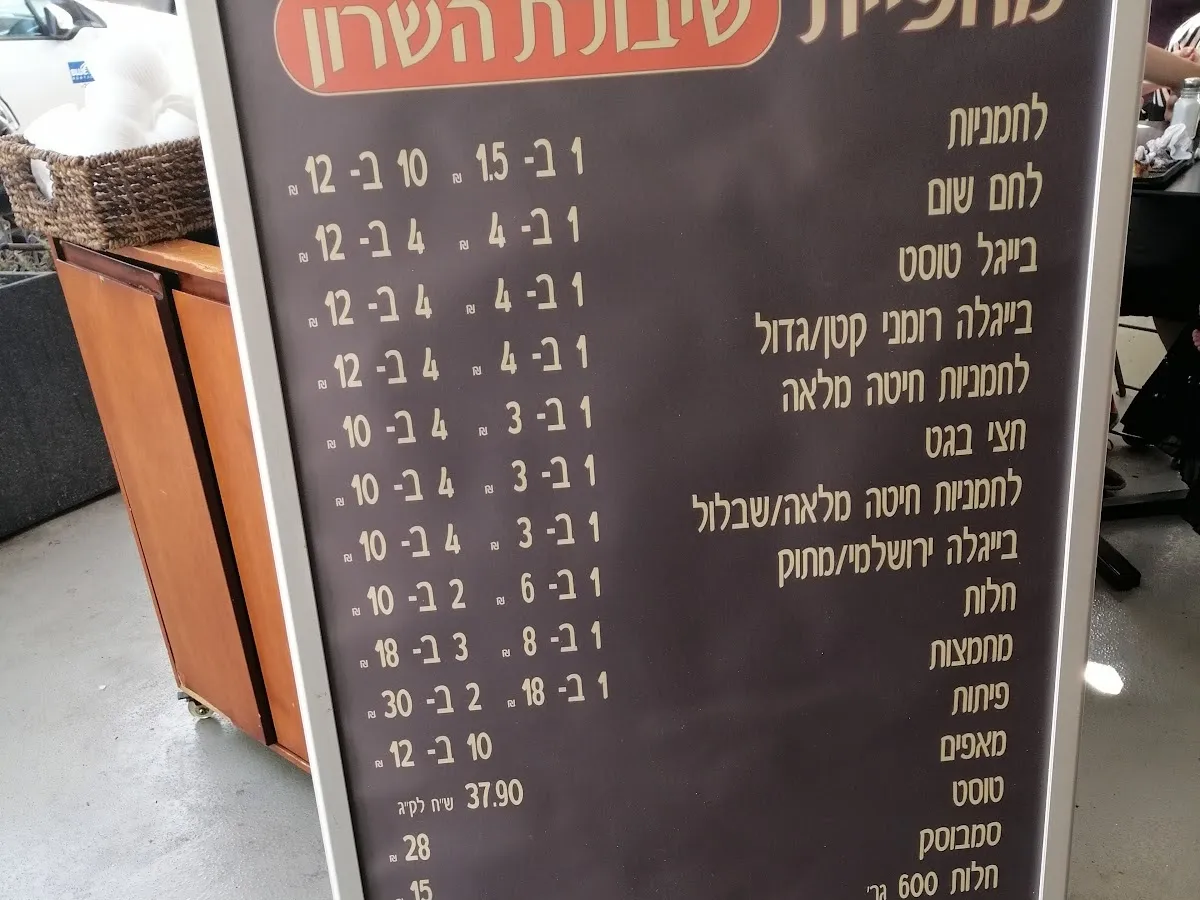 מאפיית שיבולת השרון
לחמניות 1 ב- 1.5 ₪ 10 ב- 12 ₪
לחם שום 1 ב- 4 ₪ 4 ב- 12 ₪
בייגל טוסט 1 ב- 4 ₪ 4 ב- 12 ₪
בייגלה רומני קטן/גדול 1 ב- 4 ₪ 4 ב- 12 ₪
לחמניות חיטה מלאה 1 ב- 3 ₪ 4 ב- 10 ₪
חצי בגט 1 ב- 3 ₪ 4 ב- 10 ₪
לחמניות חיטה מלאה/שבלול 1 ב- 3 ₪ 4 ב- 10 ₪
בייגלה ירושלמי/מתוק 1 ב- 6 ₪ 2 ב- 10 ₪
חלות 1 ב- 8 ₪ 3 ב- 18 ₪
מחמצות 1 ב- 18 ₪ 2 ב- 30 ₪
פיתות 10 ב- 12 ₪
מאפים 37.90 ש״ח לק״ג
טוסט 28 ₪
סמבוסק 15 ₪
חלות 600 גר'